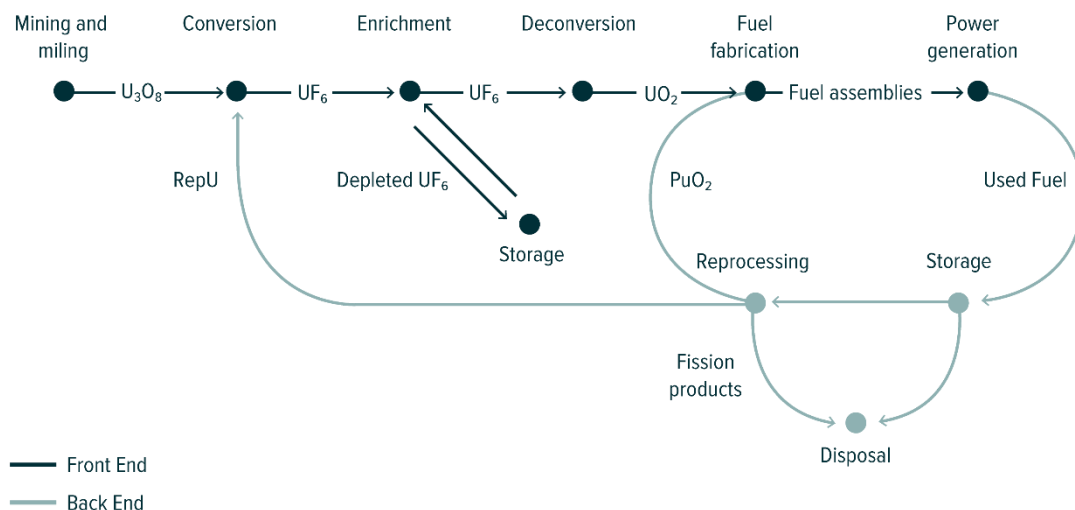 Mining and
miling
Conversion
Enrichment
Deconversion
Fuel
fabrication
Power
generation
U₃O₈
UF₆
UF₆
UO₂
Fuel assemblies
RepU
Depleted UF₆
PuO₂
Used Fuel
Storage
Reprocessing
Storage
Fission
products
Disposal
Front End
Back End